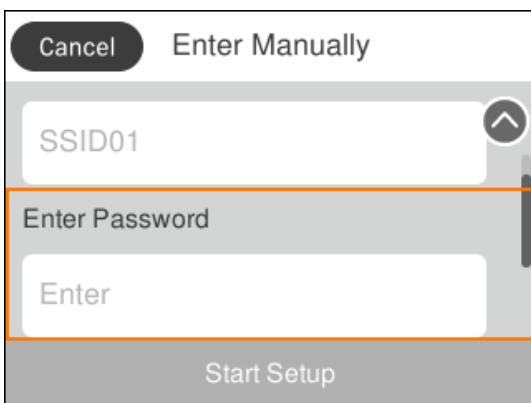 Cancel Enter Manually
SSID01
Enter Password
Enter
Start Setup